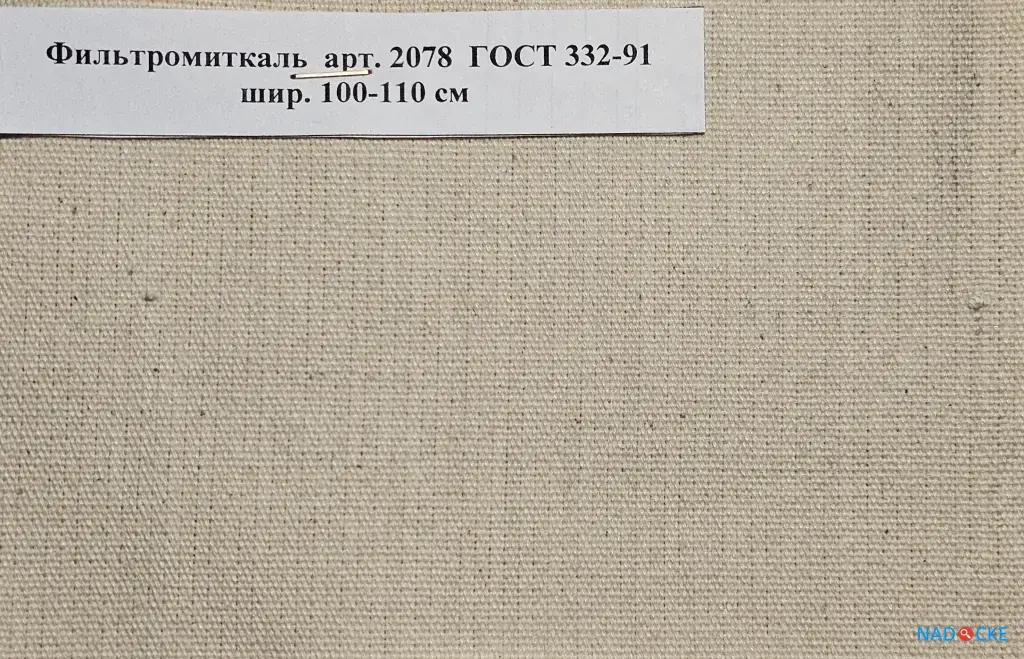 Фильтромиткаль арт. 2078 ГОСТ 332-91
шир. 100-110 см
NADOCKE